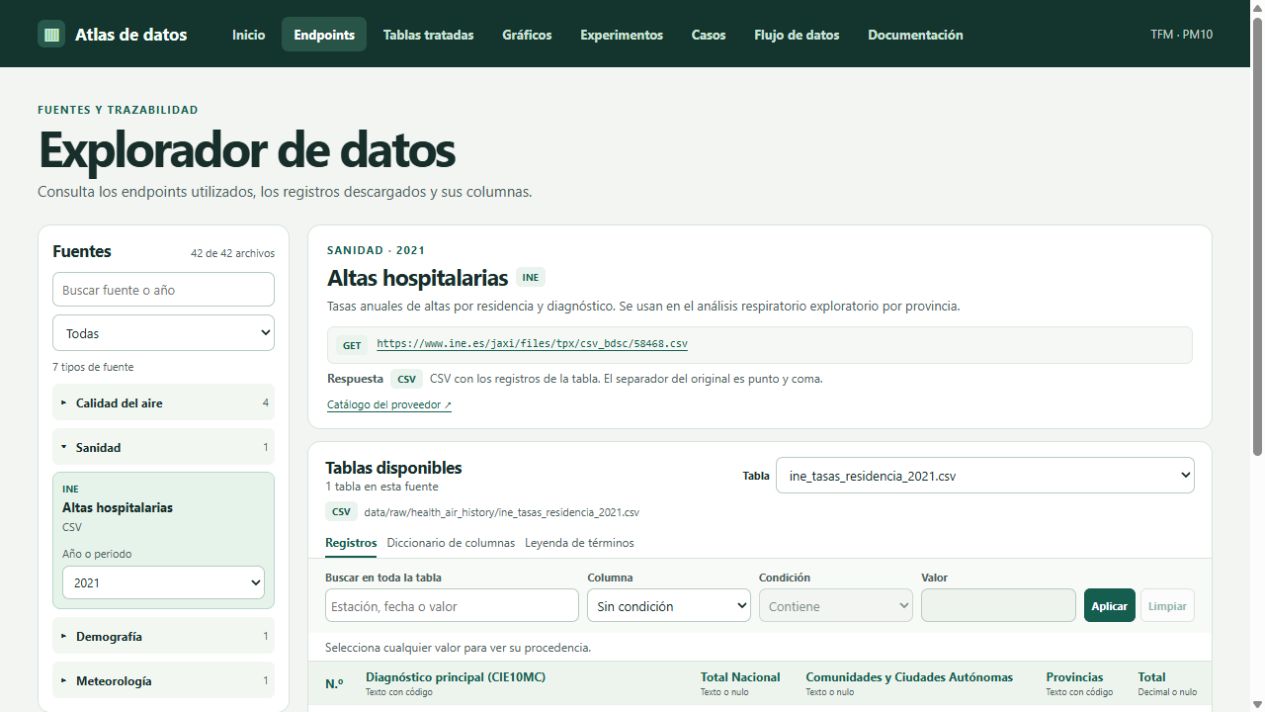 Atlas de datos
Inicio
Endpoints
Tablas tratadas
Gráficos
Experimentos
Casos
Flujo de datos
Documentación
TFM · PM10
FUENTES Y TRAZABILIDAD
Explorador de datos
Consulta los endpoints utilizados, los registros descargados y sus columnas.
Fuentes
42 de 42 archivos
Buscar fuente o año
Todas
7 tipos de fuente
Calidad del aire 4
Sanidad 1
INE
Altas hospitalarias
CSV
Año o periodo
2021
Demografía 1
Meteorología 1
SANIDAD · 2021
Altas hospitalarias INE
Tasas anuales de altas por residencia y diagnóstico. Se usan en el análisis respiratorio exploratorio por provincia.
GET https://www.ine.es/jaxi/files/tpx/csv_bdsc/58468.csv
Respuesta CSV CSV con los registros de la tabla. El separador del original es punto y coma.
Catálogo del proveedor ↗
Tablas disponibles
1 tabla en esta fuente
Tabla ine_tasas_residencia_2021.csv
CSV data/raw/health_air_history/ine_tasas_residencia_2021.csv
Registros Diccionario de columnas Leyenda de términos
Buscar en toda la tabla Columna Condición Valor
Estación, fecha o valor Sin condición Contiene Aplicar Limpiar
Selecciona cualquier valor para ver su procedencia.
N.º Diagnóstico principal (CIE10MC) Total Nacional Comunidades y Ciudades Autónomas Provincias Total
Texto con código Texto o nulo Texto o nulo Texto con código Decimal o nulo